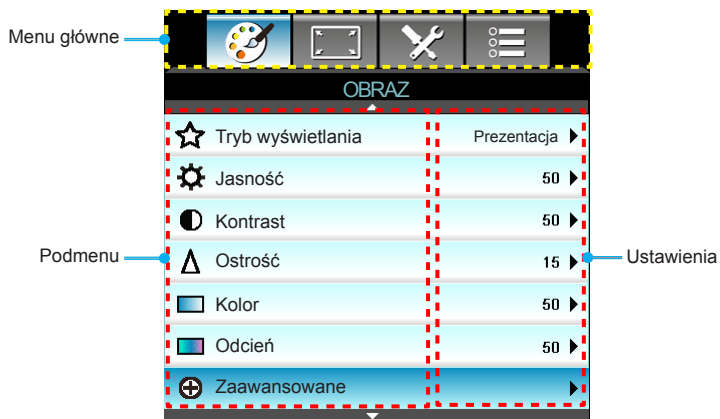 Menu główne
OBRAZ
Tryb wyświetlania Prezentacja
Jasność 50
Kontrast 50
Podmenu
Ostrość 15
Ustawienia
Kolor 50
Odcień 50
Zaawansowane